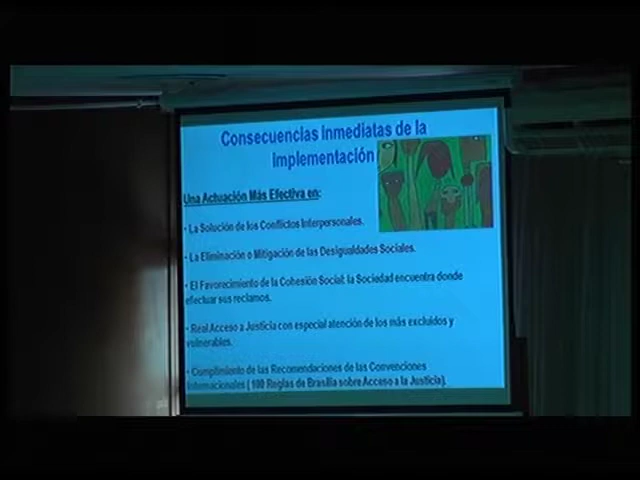 Consecuencias inmediatas de la
implementación
Una Actuación Más Efectiva en:
• La Solución de los Conflictos Interpersonales.
• La Eliminación o Mitigación de las Desigualdades Sociales.
• El Favorecimiento de la Cohesión Social: la Sociedad encuentra donde
efectuar sus reclamos.
• Real Acceso a Justicia con especial atención de los más excluidos y
vulnerables.
• Cumplimiento de las Recomendaciones de las Convenciones
Internacionales ( 100 Reglas de Brasilia sobre Acceso a la Justicia).